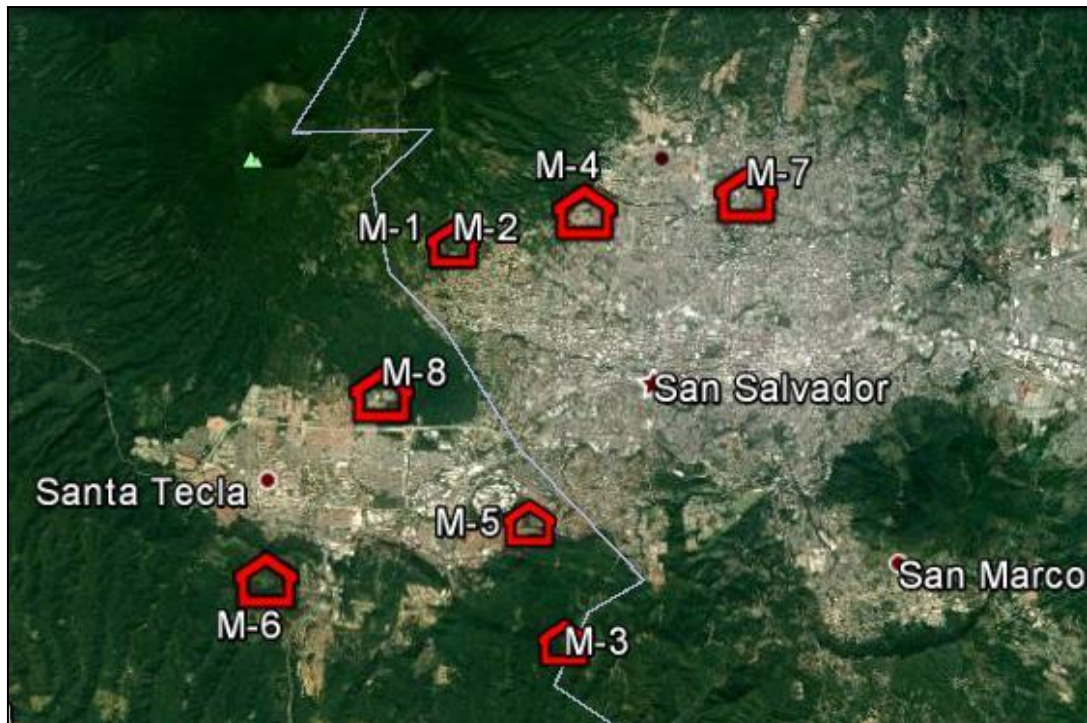 M-4
M-7
M-1
M-2
M-8
San Salvador
Santa Tecla
M-5
San Marco
M-6
M-3